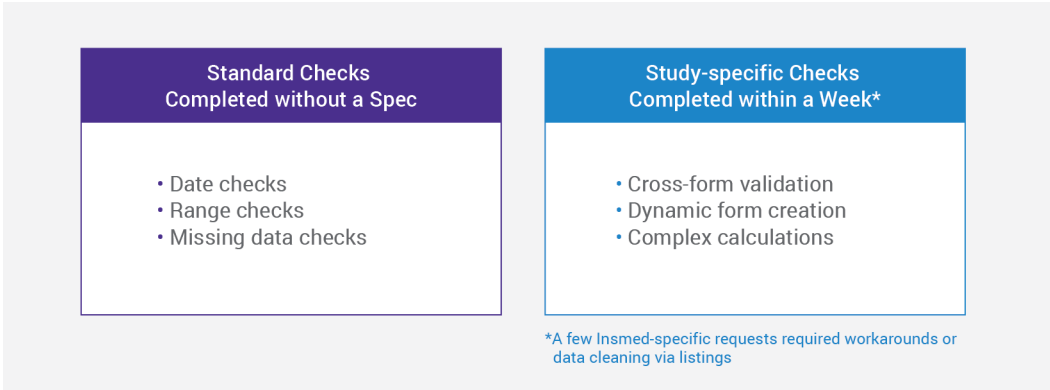 Standard Checks
Completed without a Spec
• Date checks
• Range checks
• Missing data checks
Study-specific Checks
Completed within a Week*
• Cross-form validation
• Dynamic form creation
• Complex calculations
*A few Insmed-specific requests required workarounds or
data cleaning via listings